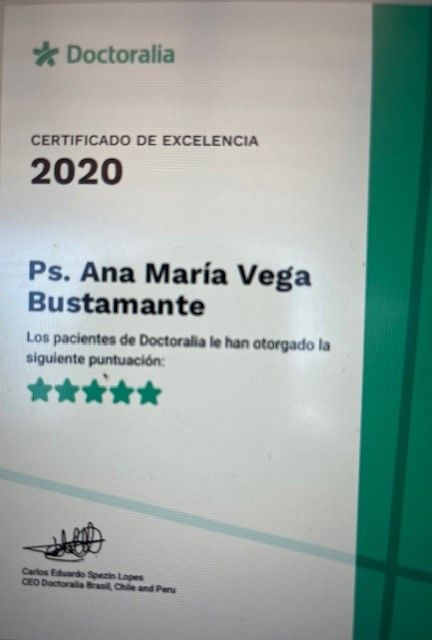 Doctoralia
CERTIFICADO DE EXCELENCIA
2020
Ps. Ana María Vega
Bustamante
Los pacientes de Doctoralia le han otorgado la
siguiente puntuación:
Carlos Eduardo Spezin Lopes
CEO Doctoralia Brasil, Chile and Peru